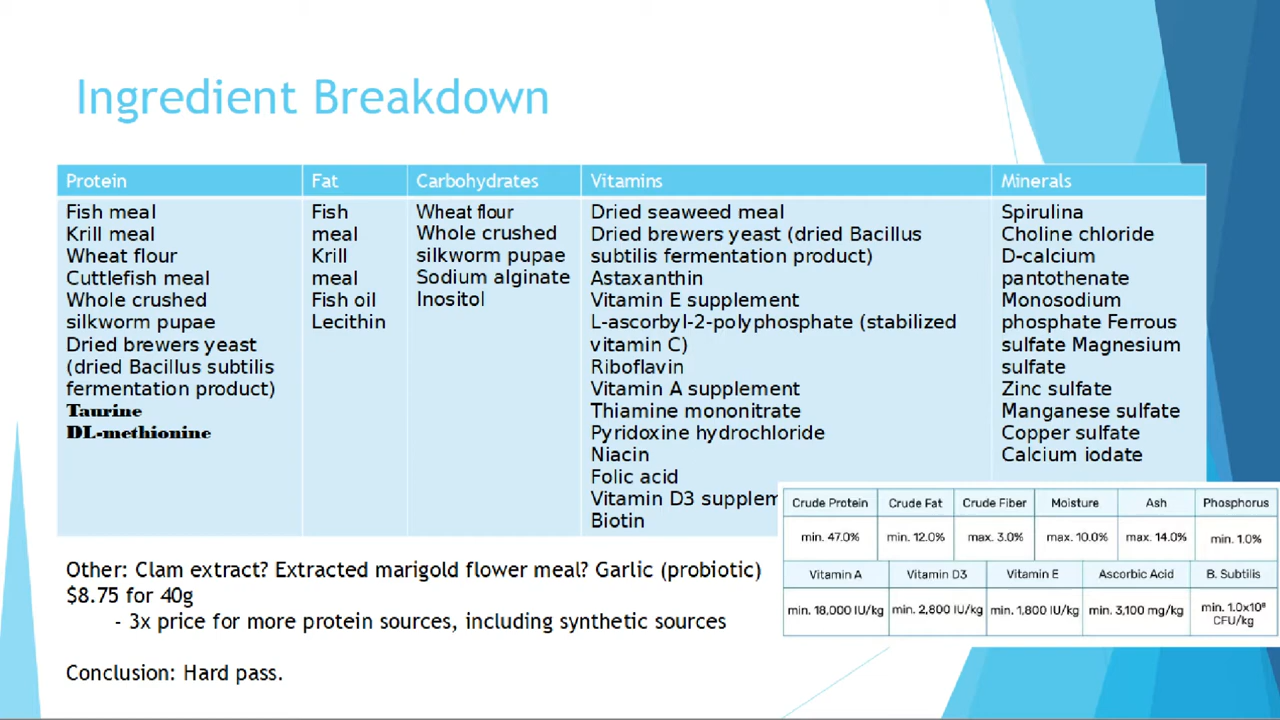 Ingredient Breakdown
Protein
Fish meal
Krill meal
Wheat flour
Cuttlefish meal
Whole crushed
silkworm pupae
Dried brewers yeast
(dried Bacillus subtilis
fermentation product)
Taurine
DL-methionine
Fat
Fish
meal
Krill
meal
Fish oil
Lecithin
Carbohydrates
Wheat flour
Whole crushed
silkworm pupae
Sodium alginate
Inositol
Vitamins
Dried seaweed meal
Dried brewers yeast (dried Bacillus
subtilis fermentation product)
Astaxanthin
Vitamin E supplement
L-ascorbyl-2-polyphosphate (stabilized
vitamin C)
Riboflavin
Vitamin A supplement
Thiamine mononitrate
Pyridoxine hydrochloride
Niacin
Folic acid
Vitamin D3 supplem
Biotin
Minerals
Spirulina
Choline chloride
D-calcium
pantothenate
Monosodium
phosphate Ferrous
sulfate Magnesium
sulfate
Zinc sulfate
Manganese sulfate
Copper sulfate
Calcium iodate
Crude Protein Crude Fat Crude Fiber Moisture Ash Phosphorus
min. 47.0% min. 12.0% max. 3.0% max. 10.0% max. 14.0% min. 1.0%
Vitamin A Vitamin D3 Vitamin E Ascorbic Acid B. Subtilis
min. 18,000 IU/kg min. 2,800 IU/kg min. 1,800 IU/kg min. 3,100 mg/kg min. 1.0x10⁸
CFU/kg
Other: Clam extract? Extracted marigold flower meal? Garlic (probiotic)
$8.75 for 40g
- 3x price for more protein sources, including synthetic sources
Conclusion: Hard pass.